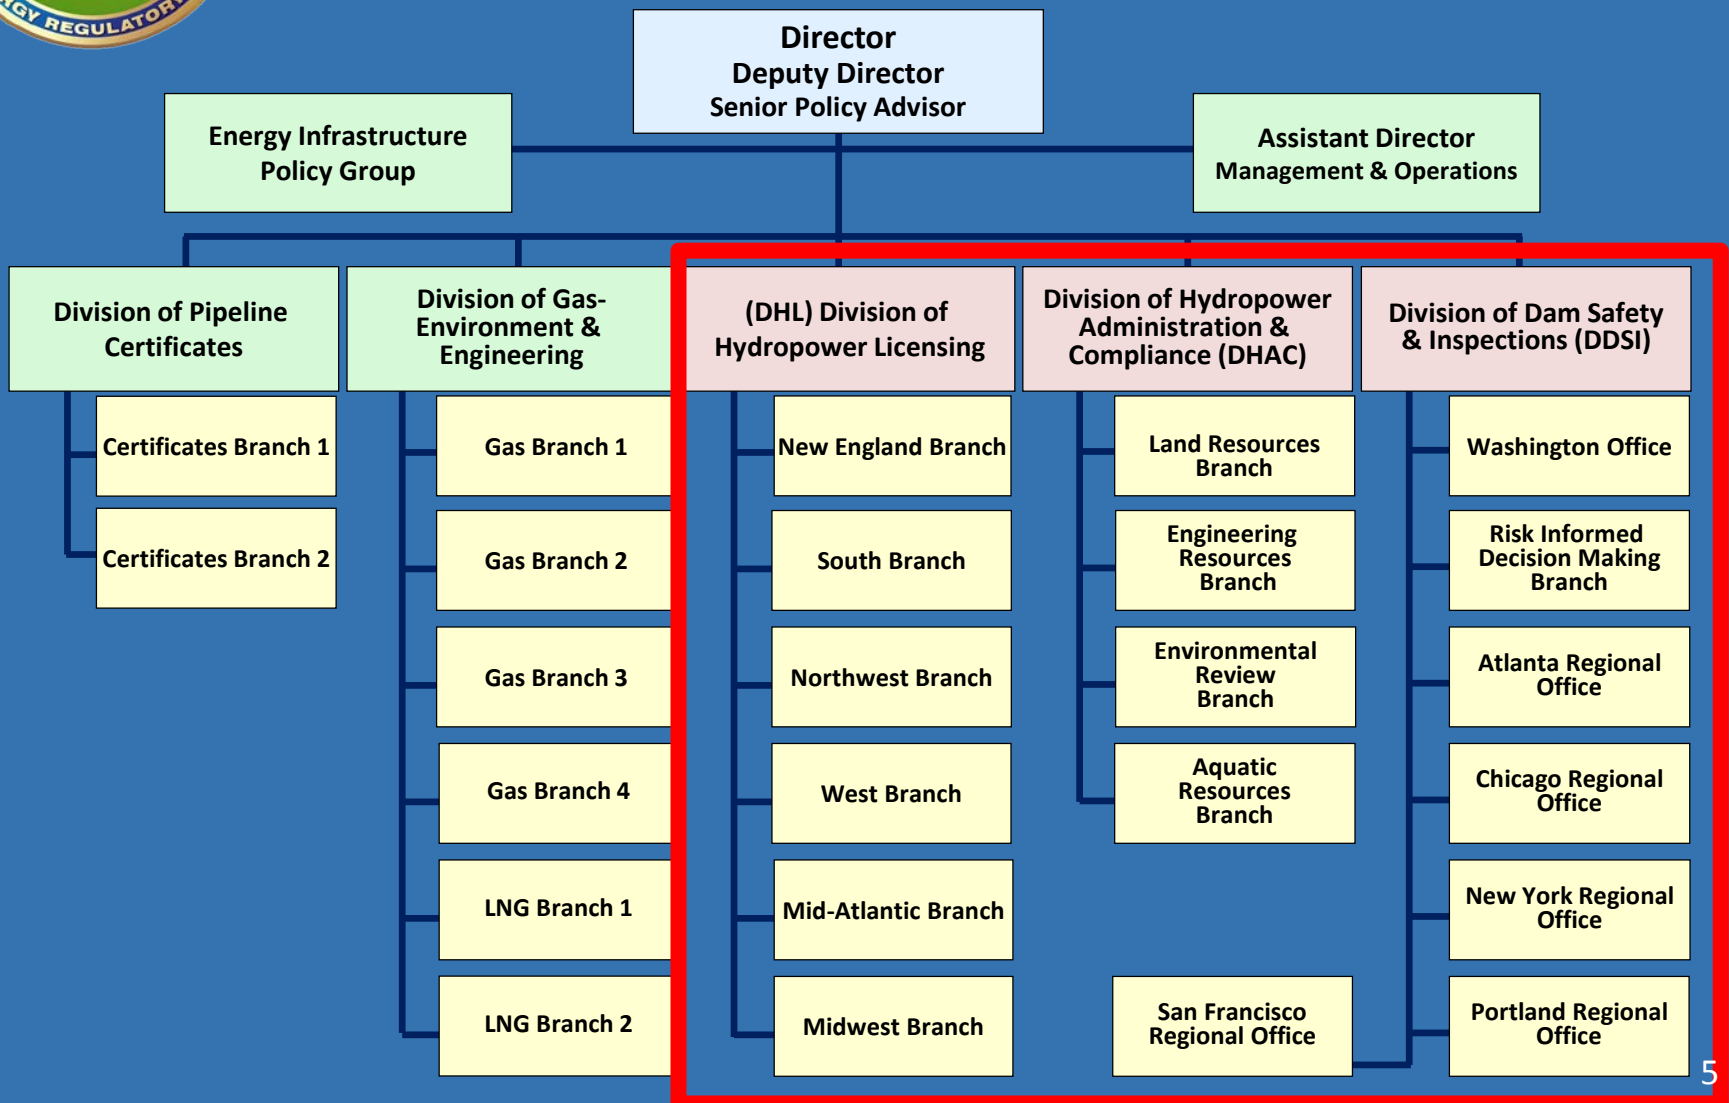 REGULATORY
Director
Deputy Director
Senior Policy Advisor
Energy Infrastructure
Policy Group
Assistant Director
Management & Operations
Division of Pipeline
Certificates
Certificates Branch 1
Certificates Branch 2
Division of Gas-
Environment &
Engineering
Gas Branch 1
Gas Branch 2
Gas Branch 3
Gas Branch 4
LNG Branch 1
LNG Branch 2
(DHL) Division of
Hydropower Licensing
New England Branch
South Branch
Northwest Branch
West Branch
Mid-Atlantic Branch
Midwest Branch
Division of Hydropower
Administration &
Compliance (DHAC)
Land Resources
Branch
Engineering
Resources
Branch
Environmental
Review
Branch
Aquatic
Resources
Branch
Division of Dam Safety
& Inspections (DDSI)
Washington Office
Risk Informed
Decision Making
Branch
Atlanta Regional
Office
Chicago Regional
Office
New York Regional
Office
Portland Regional
Office
San Francisco
Regional Office
5